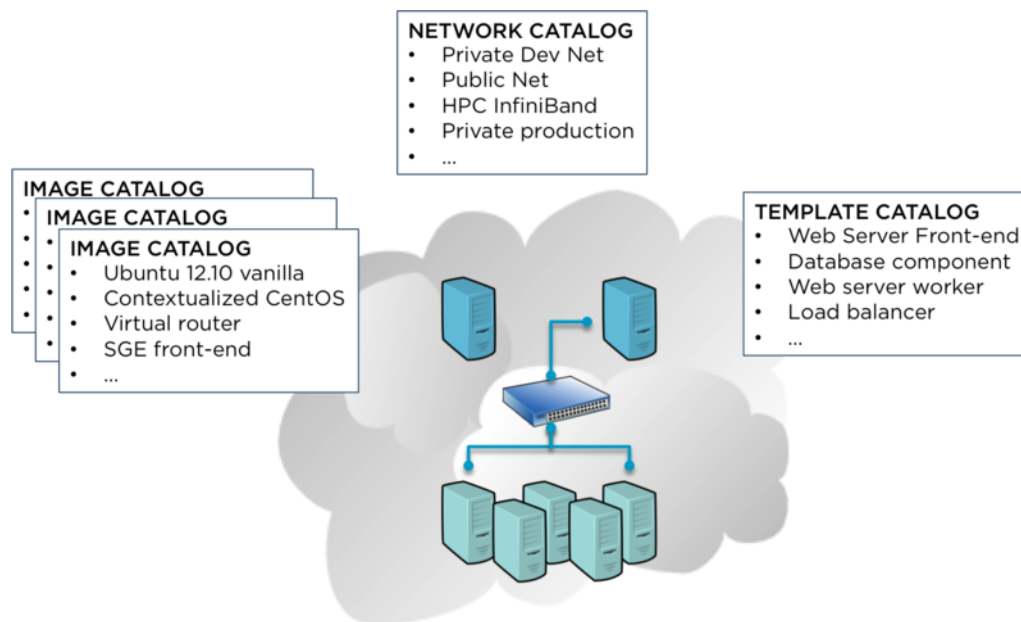 NETWORK CATALOG
• Private Dev Net
• Public Net
• HPC InfiniBand
• Private production
• ...
IMAGE CATALOG
IMAGE CATALOG
IMAGE CATALOG
• Ubuntu 12.10 vanilla
• Contextualized CentOS
• Virtual router
• SGE front-end
• ...
TEMPLATE CATALOG
• Web Server Front-end
• Database component
• Web server worker
• Load balancer
• ...